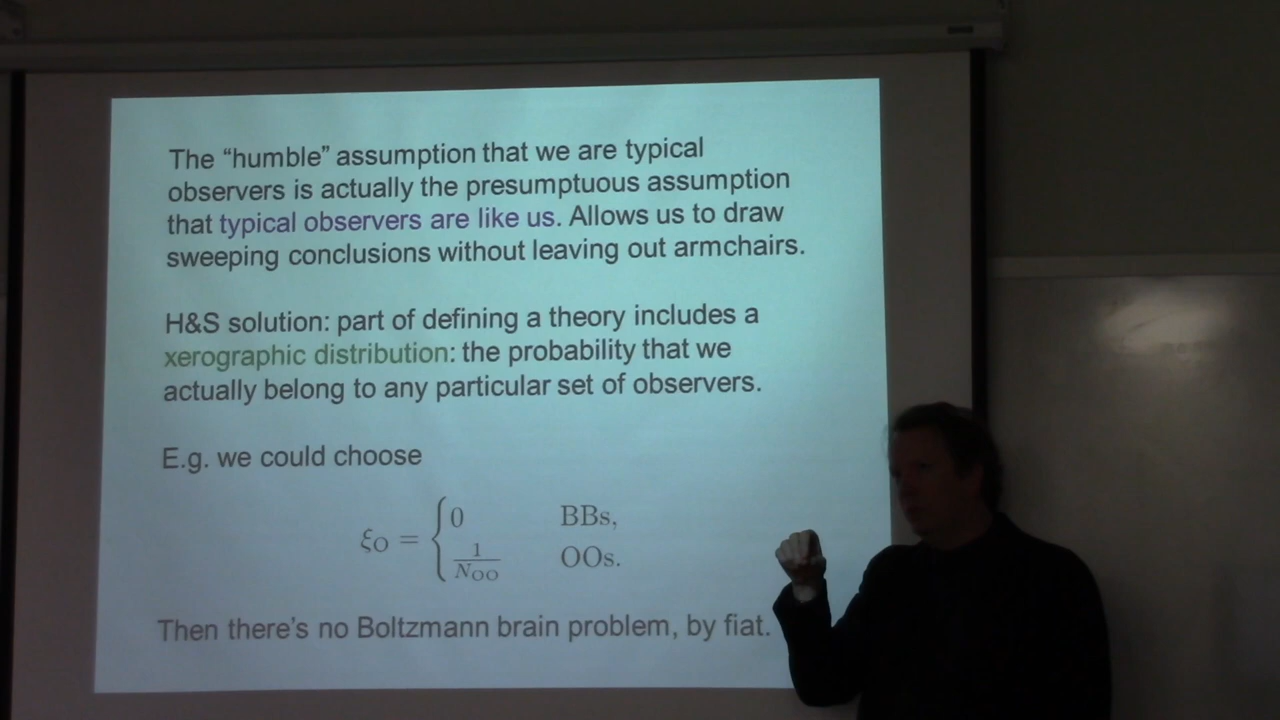 The “humble” assumption that we are typical
observers is actually the presumptuous assumption
that typical observers are like us. Allows us to draw
sweeping conclusions without leaving out armchairs.
H&S solution: part of defining a theory includes a
xerographic distribution: the probability that we
actually belong to any particular set of observers.
E.g. we could choose
ξ_O = { 0 BBs,
1/N_OO OOs.
Then there’s no Boltzmann brain problem, by fiat.